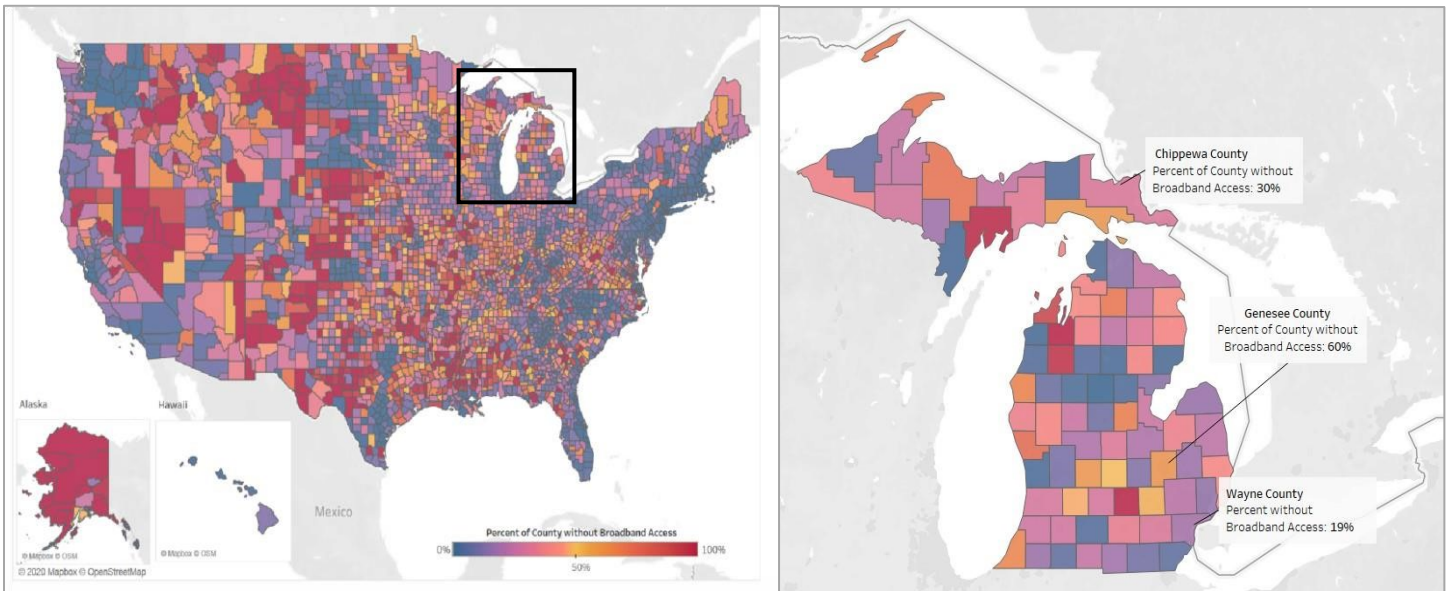 Alaska
Hawaii
© Mapbox © OSM
© Mapbox © OSM
Mexico
Percent of County without Broadband Access
0%
100%
50%
© 2020 Mapbox © OpenStreetMap
Chippewa County
Percent of County without
Broadband Access: 30%
Genesee County
Percent of County without
Broadband Access: 60%
Wayne County
Percent without
Broadband Access: 19%